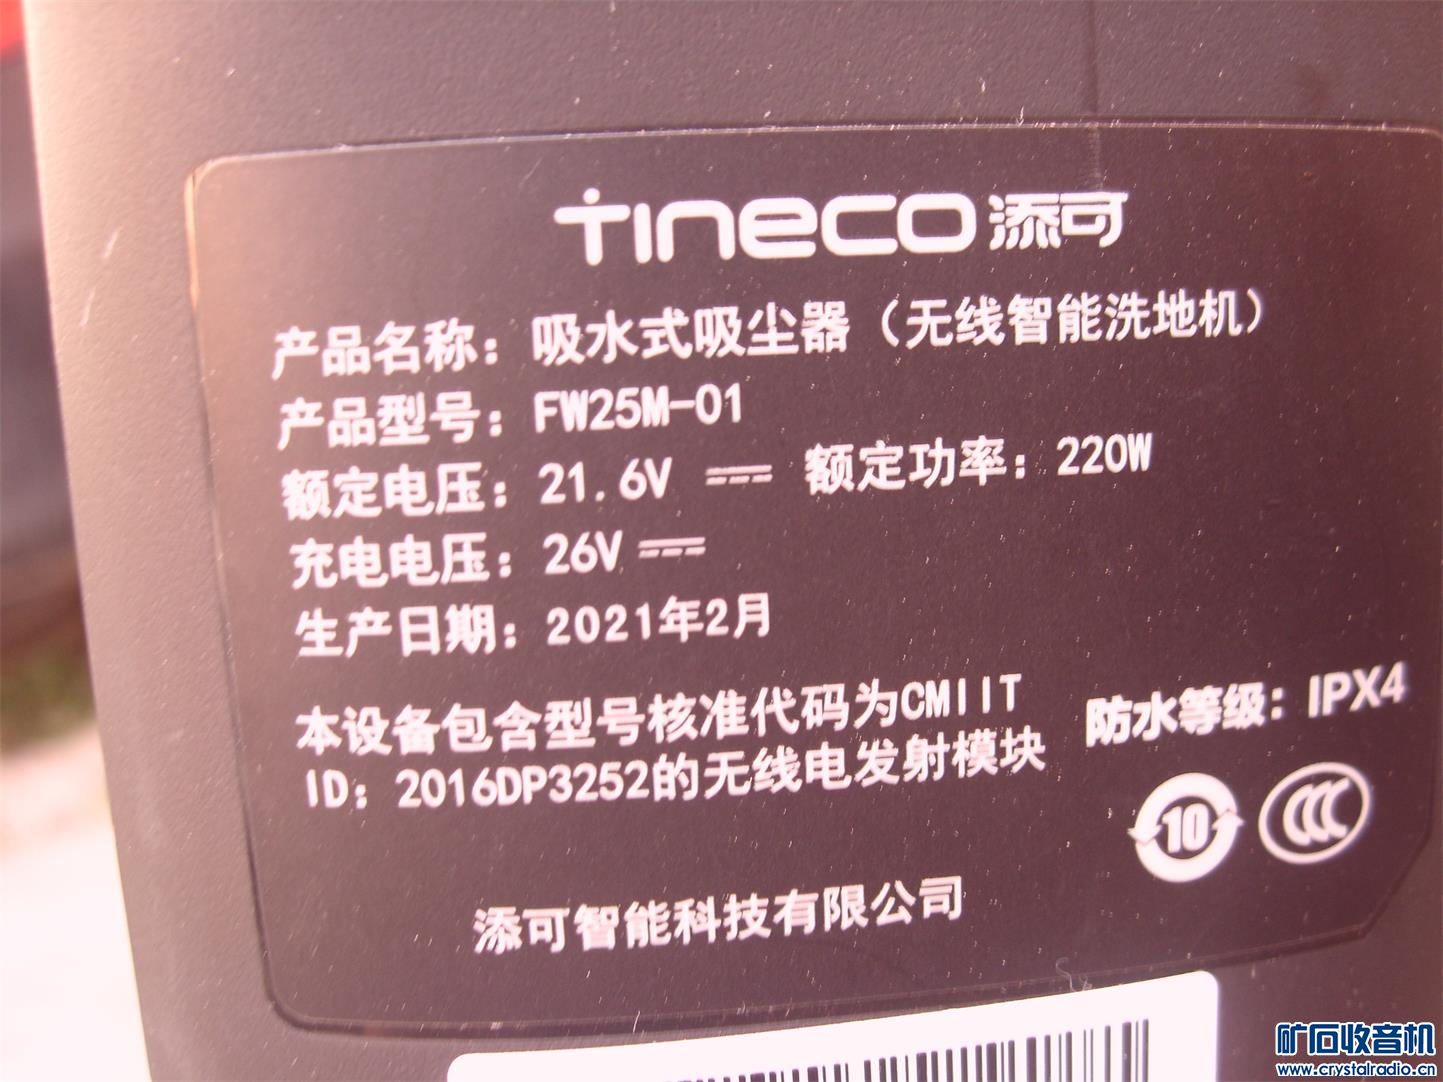 tineco 添可
产品名称：吸水式吸尘器（无线智能洗地机）
产品型号：FW25M-01
额定电压：21.6V ⎓ 额定功率：220W
充电电压：26V ⎓
生产日期：2021年2月
本设备包含型号核准代码为CMIIT
ID：2016DP3252的无线电发射模块
防水等级：IPX4
10
CCC
添可智能科技有限公司
矿石收音机
www.crystalradio.cn